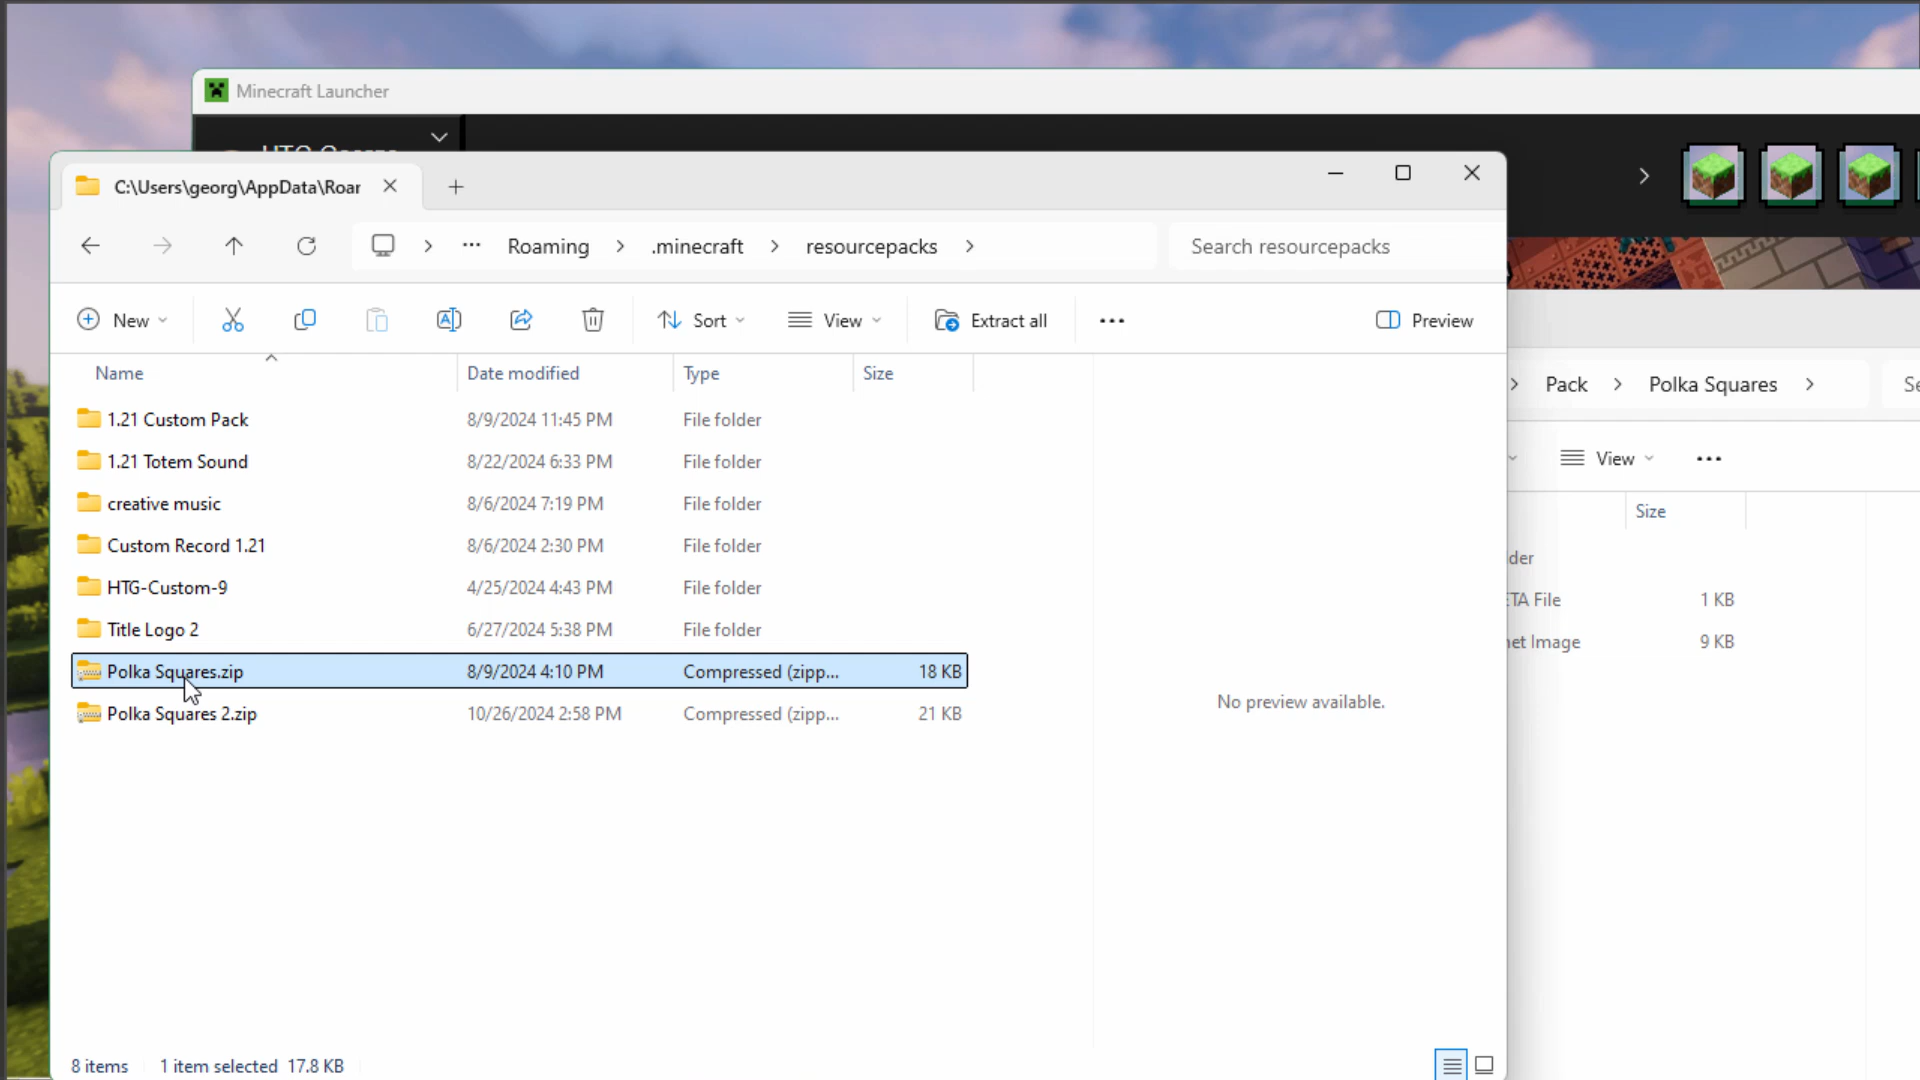 Minecraft Launcher
C:\Users\georg\AppData\Roar
Roaming > .minecraft > resourcepacks >
Search resourcepacks
New
Sort
View
Extract all
Preview
Name Date modified Type Size
1.21 Custom Pack 8/9/2024 11:45 PM File folder
1.21 Totem Sound 8/22/2024 6:33 PM File folder
creative music 8/6/2024 7:19 PM File folder
Custom Record 1.21 8/6/2024 2:30 PM File folder
HTG-Custom-9 4/25/2024 4:43 PM File folder
Title Logo 2 6/27/2024 5:38 PM File folder
Polka Squares.zip 8/9/2024 4:10 PM Compressed (zipp... 18 KB
Polka Squares 2.zip 10/26/2024 2:58 PM Compressed (zipp... 21 KB
No preview available.
8 items 1 item selected 17.8 KB
> Pack > Polka Squares >
Se
View
Size
der
TA File 1 KB
net Image 9 KB